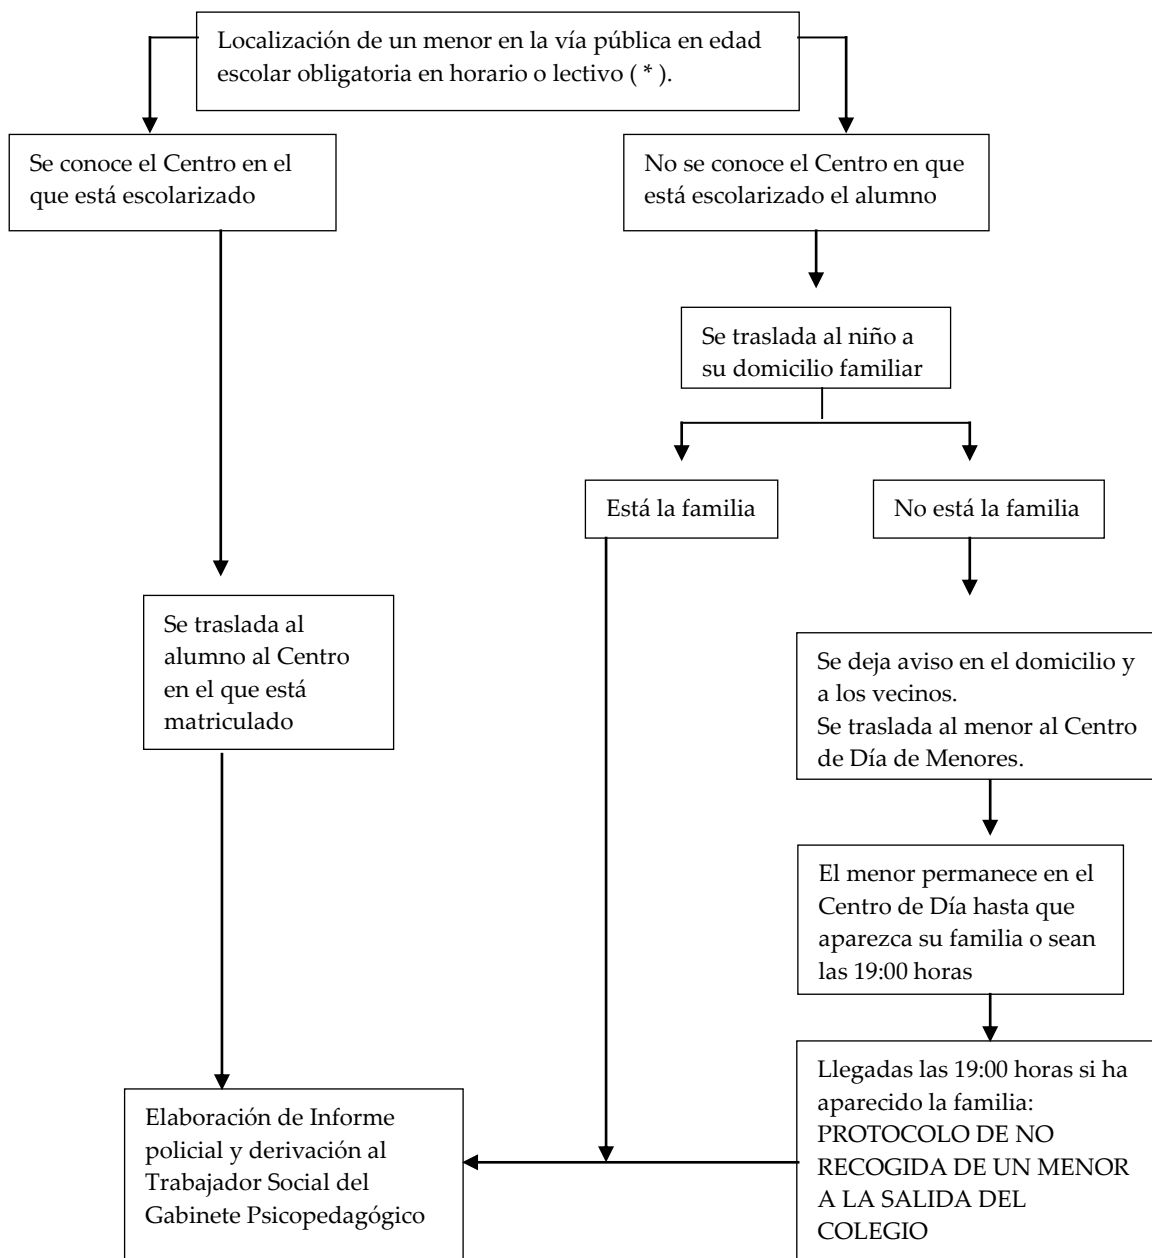 Localización de un menor en la vía pública en edad
escolar obligatoria en horario o lectivo ( * ).
Se conoce el Centro en el
que está escolarizado
No se conoce el Centro en que
está escolarizado el alumno
Se traslada al niño a
su domicilio familiar
Está la familia
No está la familia
Se traslada al
alumno al Centro
en el que está
matriculado
Se deja aviso en el domicilio y
a los vecinos.
Se traslada al menor al Centro
de Día de Menores.
El menor permanece en el
Centro de Día hasta que
aparezca su familia o sean
las 19:00 horas
Llegadas las 19:00 horas si ha
aparecido la familia:
PROTOCOLO DE NO
RECOGIDA DE UN MENOR
A LA SALIDA DEL
COLEGIO
Elaboración de Informe
policial y derivación al
Trabajador Social del
Gabinete Psicopedagógico